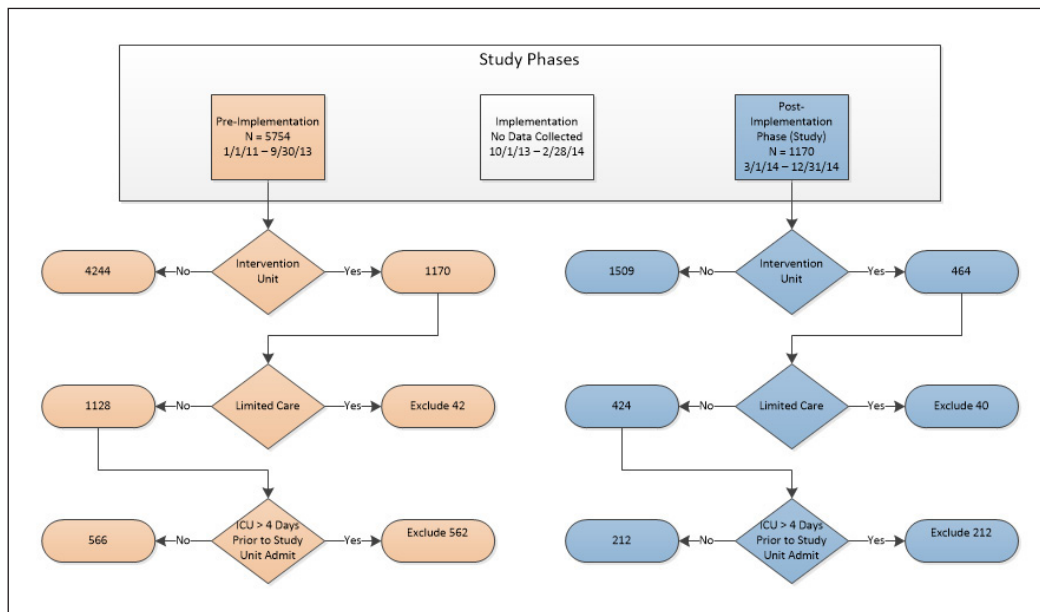 Study Phases
Pre-Implementation
N = 5754
1/1/11 – 9/30/13
Implementation
No Data Collected
10/1/13 – 2/28/14
Post-
Implementation
Phase (Study)
N = 1170
3/1/14 – 12/31/14
4244
No
Intervention
Unit
Yes
1170
1509
No
Intervention
Unit
Yes
464
1128
No
Limited Care
Yes
Exclude 42
424
No
Limited Care
Yes
Exclude 40
566
No
ICU > 4 Days
Prior to Study
Unit Admit
Yes
Exclude 562
212
No
ICU > 4 Days
Prior to Study
Unit Admit
Yes
Exclude 212